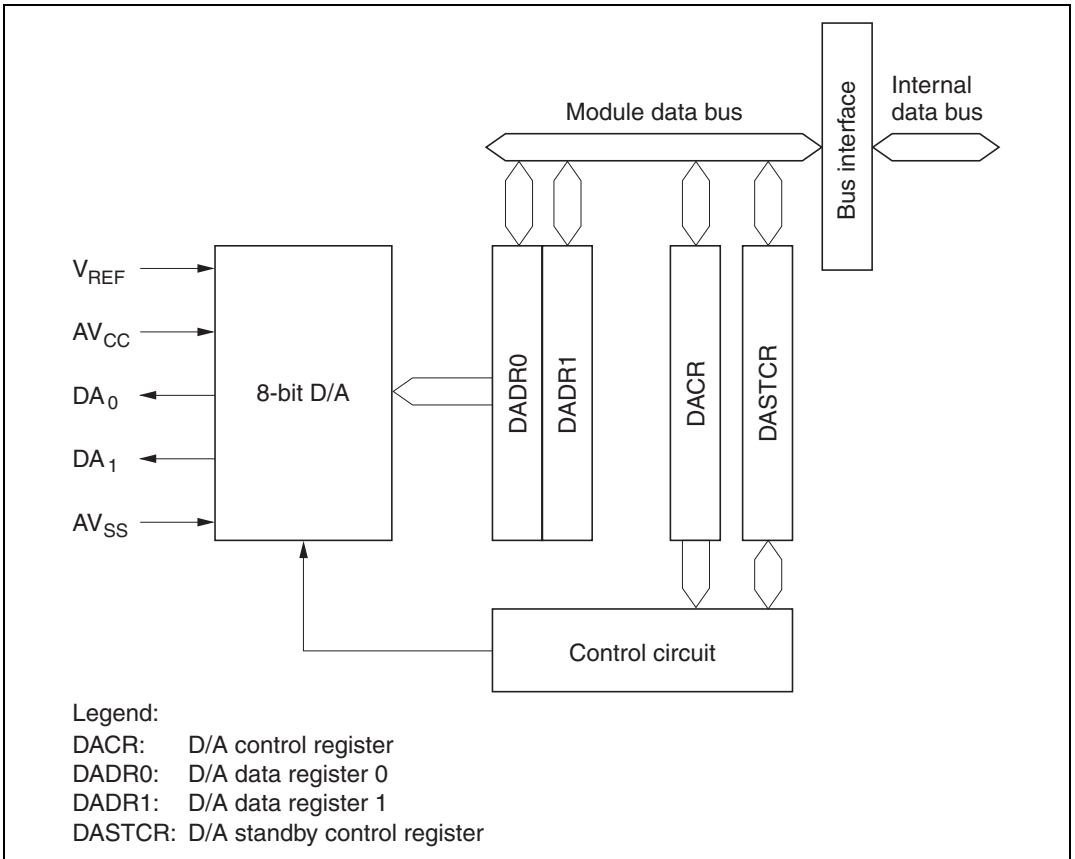 Internal
data bus
Module data bus
Bus interface
V_REF
AV_CC
DA_0
DA_1
AV_SS
8-bit D/A
DADR0
DADR1
DACR
DASTCR
Control circuit
Legend:
DACR: D/A control register
DADR0: D/A data register 0
DADR1: D/A data register 1
DASTCR: D/A standby control register